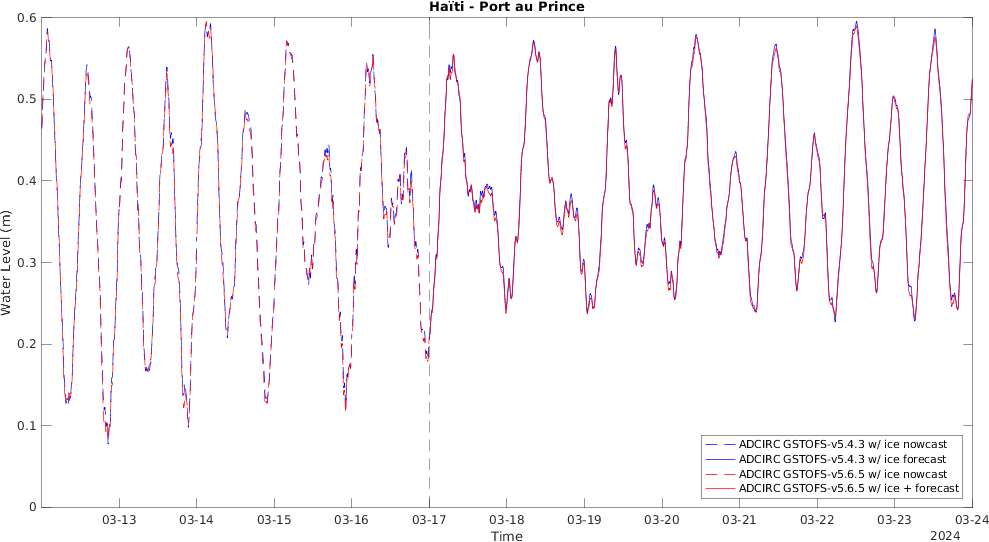 Haïti - Port au Prince
0.6
0.5
0.4
0.3
0.2
0.1
0
Water Level (m)
ADCIRC GSTOFS-v5.4.3 w/ ice nowcast
ADCIRC GSTOFS-v5.4.3 w/ ice forecast
ADCIRC GSTOFS-v5.6.5 w/ ice nowcast
ADCIRC GSTOFS-v5.6.5 w/ ice + forecast
03-13 03-14 03-15 03-16 03-17 03-18 03-19 03-20 03-21 03-22 03-23 03-24
Time
2024